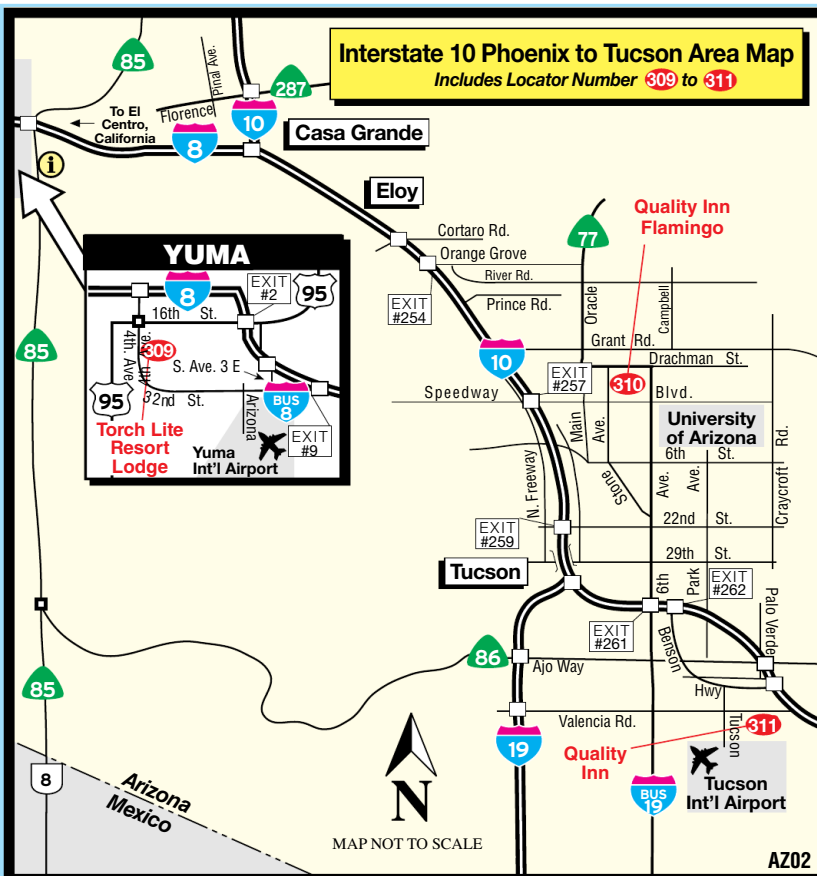 Interstate 10 Phoenix to Tucson Area Map
Includes Locator Number 309 to 311
85
Pinal Ave.
287
Florence
To El
Centro,
California
10
8
Casa Grande
i
Eloy
Cortaro Rd.
Orange Grove
River Rd.
77
Quality Inn
Flamingo
EXIT
#254
Prince Rd.
Oracle
Campbell
Grant Rd.
Drachman St.
10
EXIT
#257
310
Speedway
Blvd.
Main
Ave.
University
of Arizona
6th St.
Stone
Ave.
Ave.
Rd.
Craycroft
N. Freeway
22nd St.
EXIT
#259
29th St.
Tucson
6th
Park
EXIT
#262
EXIT
#261
Benson
Palo Verde
Hwy
86
Ajo Way
Valencia Rd.
Tucson
311
19
Quality
Inn
BUS
19
Tucson
Int'l Airport
YUMA
8
EXIT
#2
95
16th St.
4th. Ave
309
S. Ave. 3 E
95
32nd St.
Arizona
BUS
8
EXIT
#9
Torch Lite
Resort
Lodge
Yuma
Int'l Airport
85
85
8
Arizona
Mexico
N
MAP NOT TO SCALE
AZ02